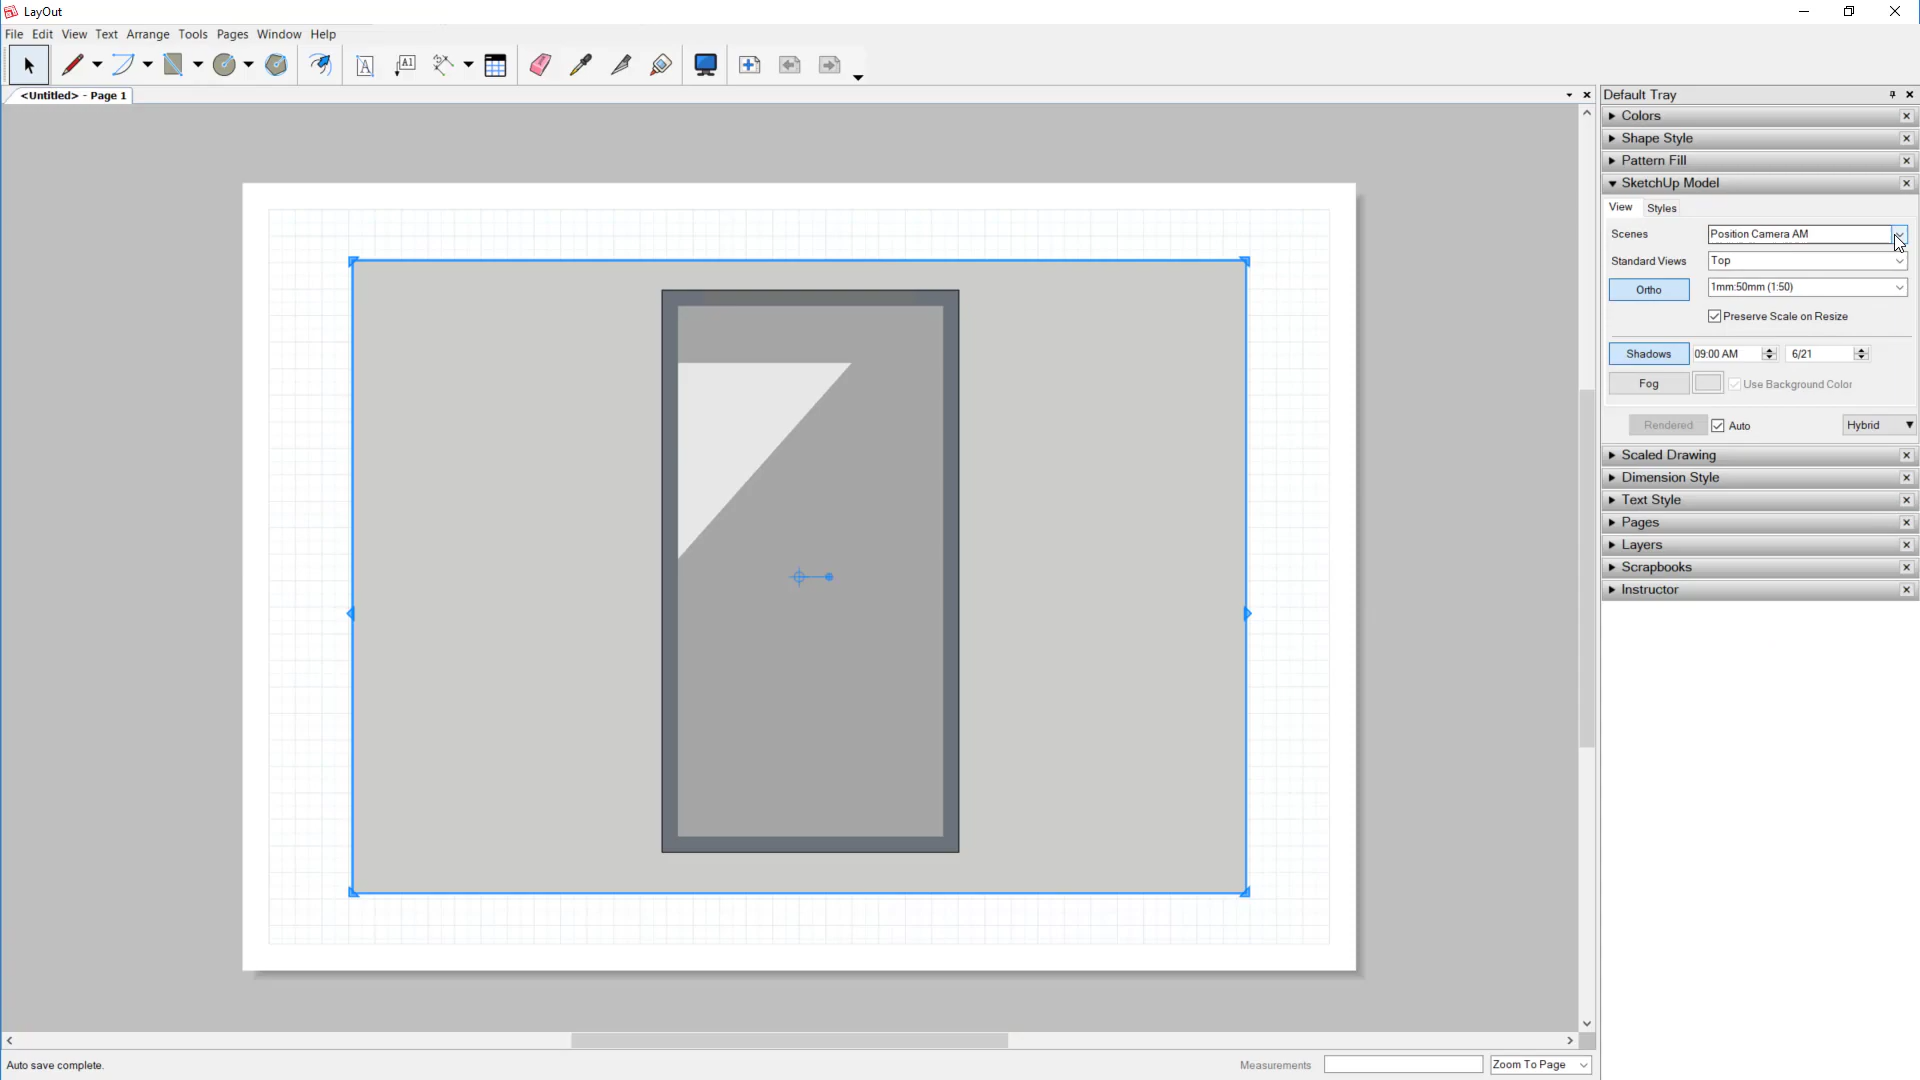 LayOut
File Edit View Text Arrange Tools Pages Window Help
A AI
<Untitled> - Page 1
Default Tray
Colors
Shape Style
Pattern Fill
SketchUp Model
View Styles
Scenes Position Camera AM
Standard Views Top
Ortho 1mm:50mm (1:50)
Preserve Scale on Resize
Shadows 09:00 AM 6/21
Fog Use Background Color
Rendered Auto Hybrid
Scaled Drawing
Dimension Style
Text Style
Pages
Layers
Scrapbooks
Instructor
Auto save complete. Measurements Zoom To Page